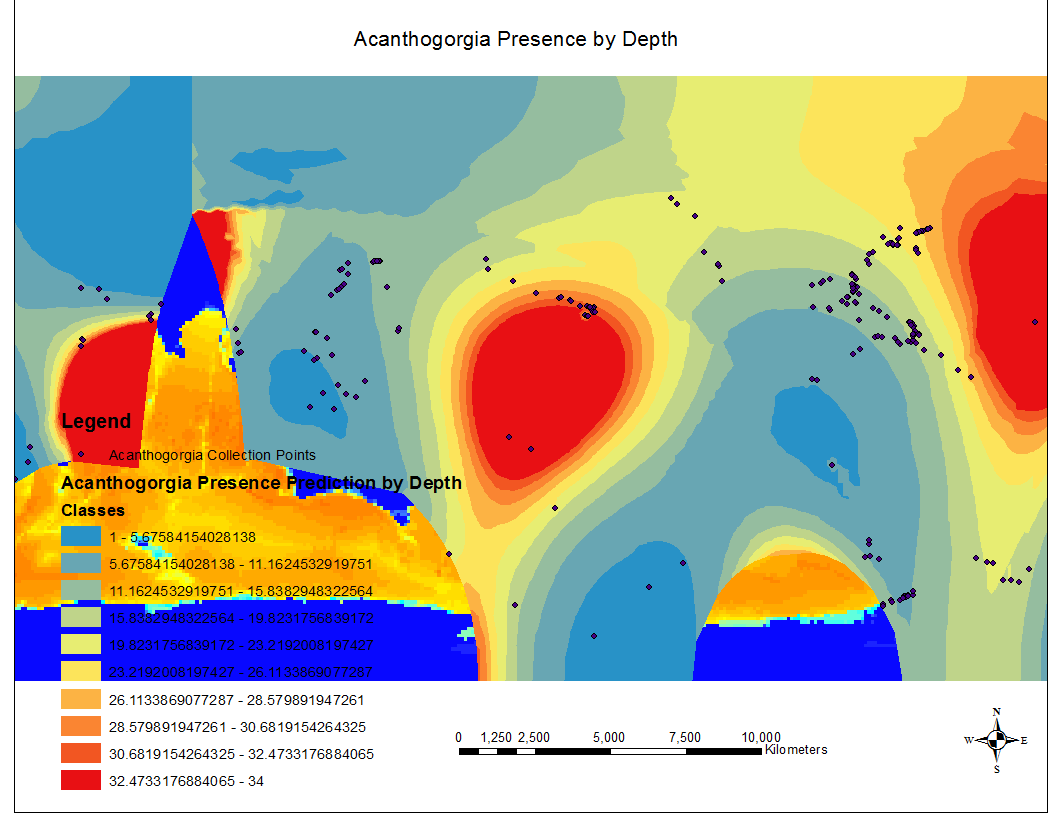 Acanthogorgia Presence by Depth
Legend
Acanthogorgia Collection Points
Acanthogorgia Presence Prediction by Depth
Classes
1 - 5.67584154028138
5.67584154028138 - 11.1624532919751
11.1624532919751 - 15.8382948322564
15.8382948322564 - 19.8231756839172
19.8231756839172 - 23.2192008197427
23.2192008197427 - 26.1133869077287
26.1133869077287 - 28.579891947261
28.579891947261 - 30.6819154264325
30.6819154264325 - 32.4733176884065
32.4733176884065 - 34
0 1,250 2,500 5,000 7,500 10,000
Kilometers
N
W E
S